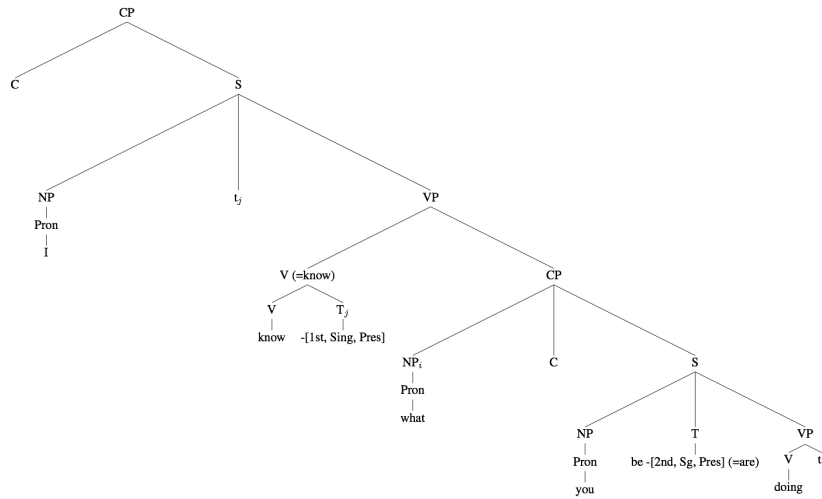 CP
C S
NP t_j VP
Pron
I
V (=know) CP
V T_j
know -[1st, Sing, Pres]
NP_i C S
Pron
what
NP T VP
Pron be -[2nd, Sg, Pres] (=are) V t
you doing